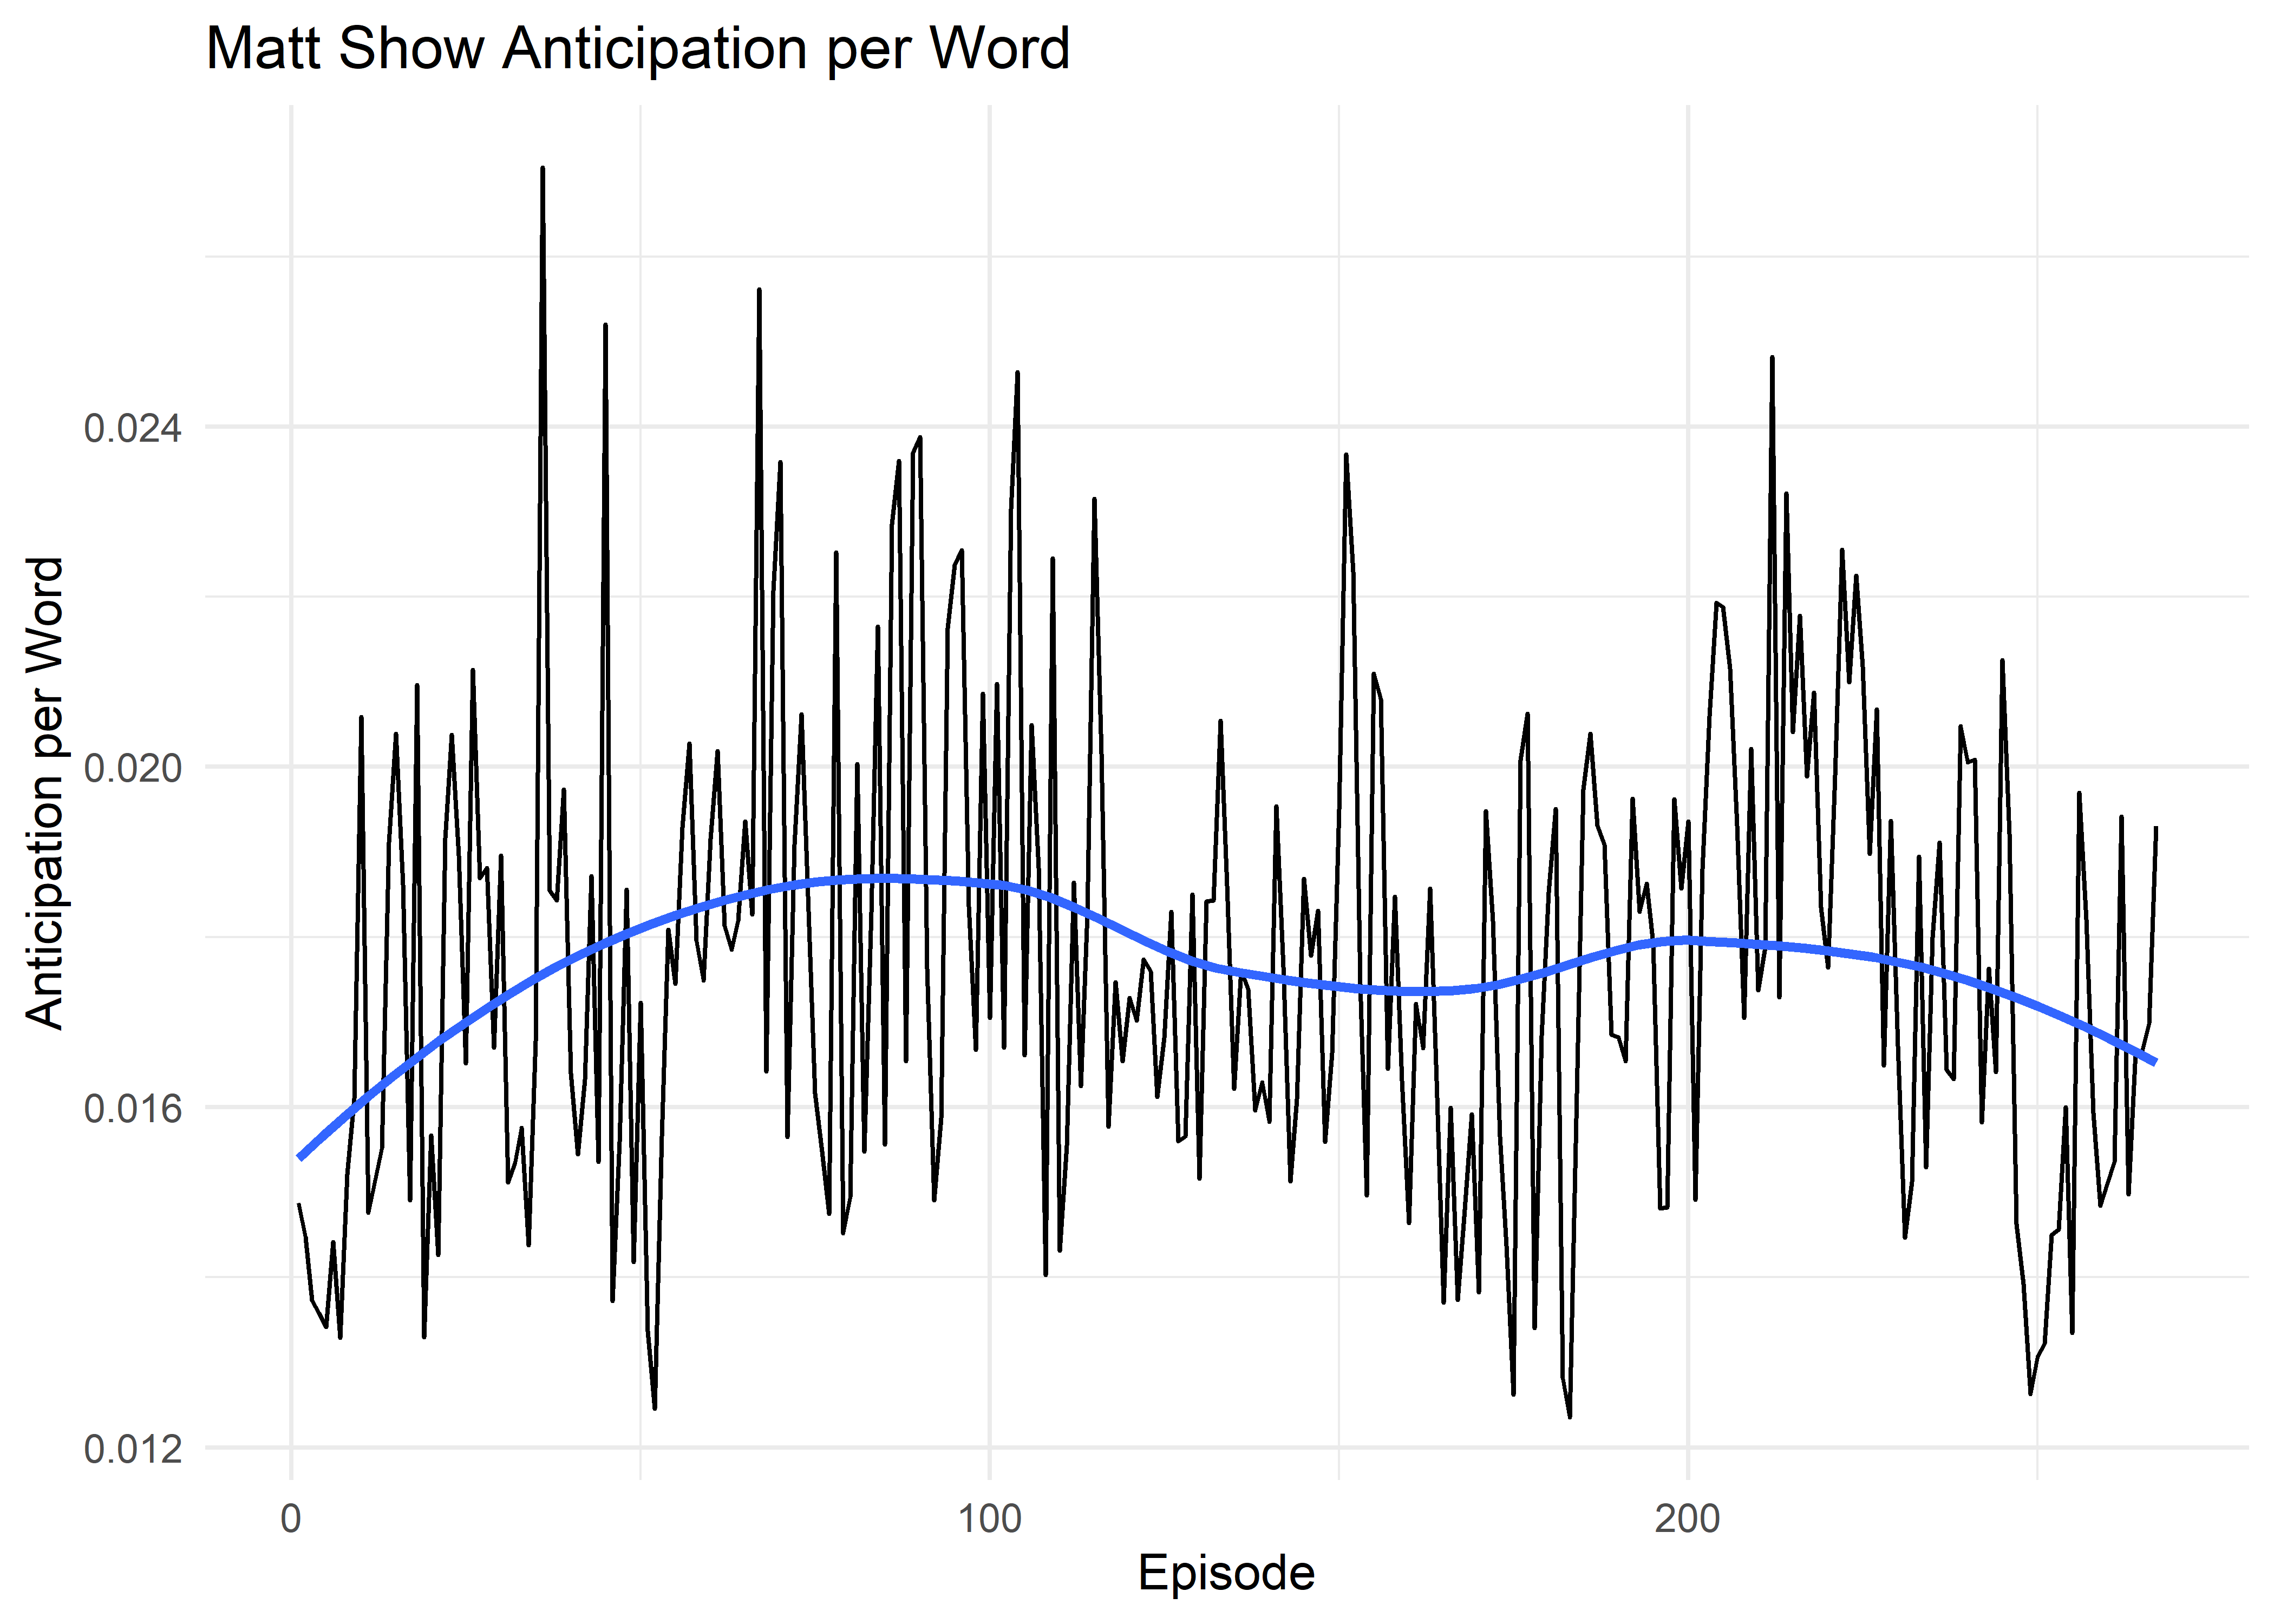 Matt Show Anticipation per Word
Anticipation per Word
0.024
0.020
0.016
0.012
0
100
200
Episode